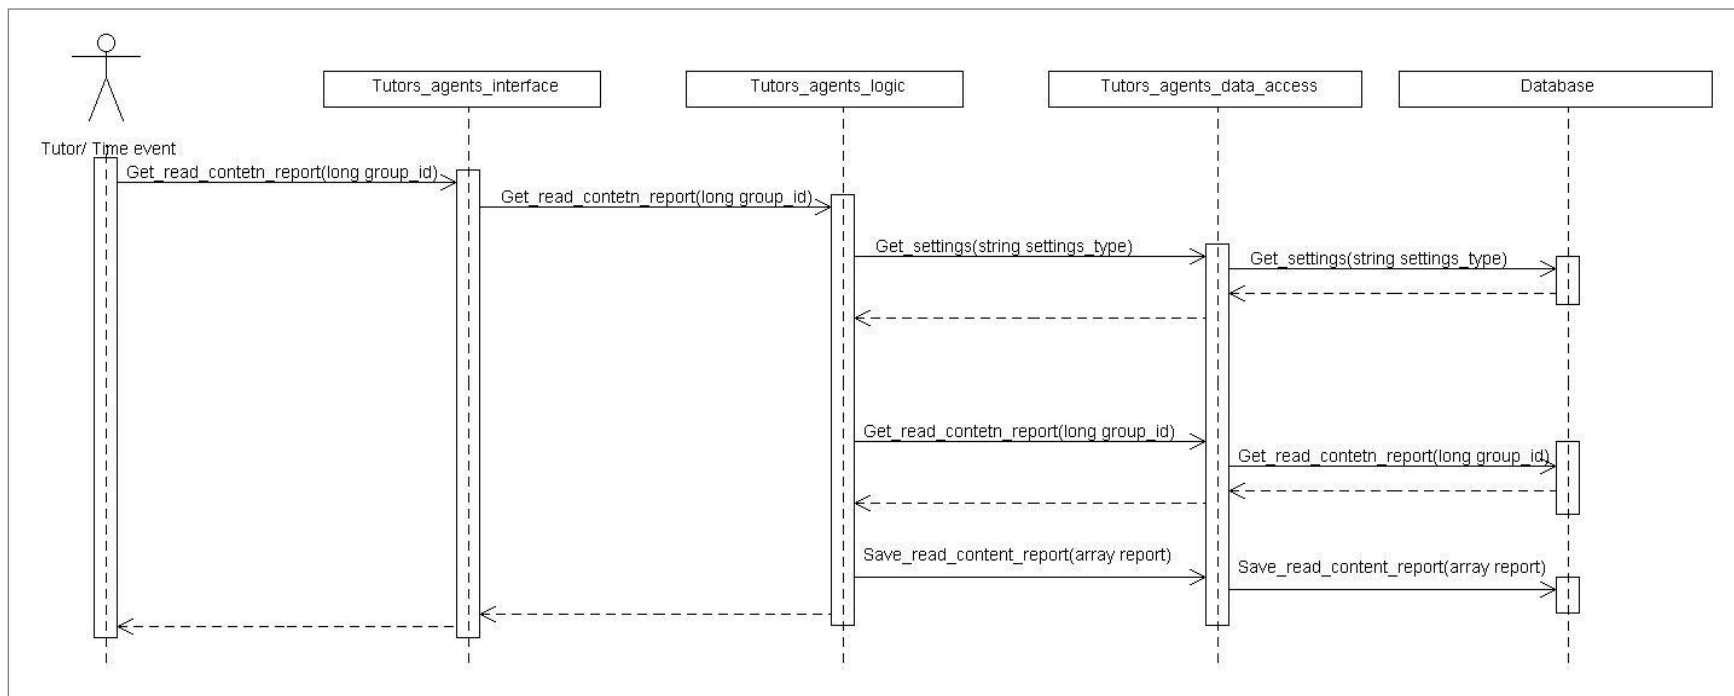 Tutors_agents_interface
Tutors_agents_logic
Tutors_agents_data_access
Database
Tutor/ Time event
Get_read_contetn_report(long group_id)
Get_read_contetn_report(long group_id)
Get_settings(string settings_type)
Get_settings(string settings_type)
Get_read_contetn_report(long group_id)
Get_read_contetn_report(long group_id)
Save_read_content_report(array report)
Save_read_content_report(array report)